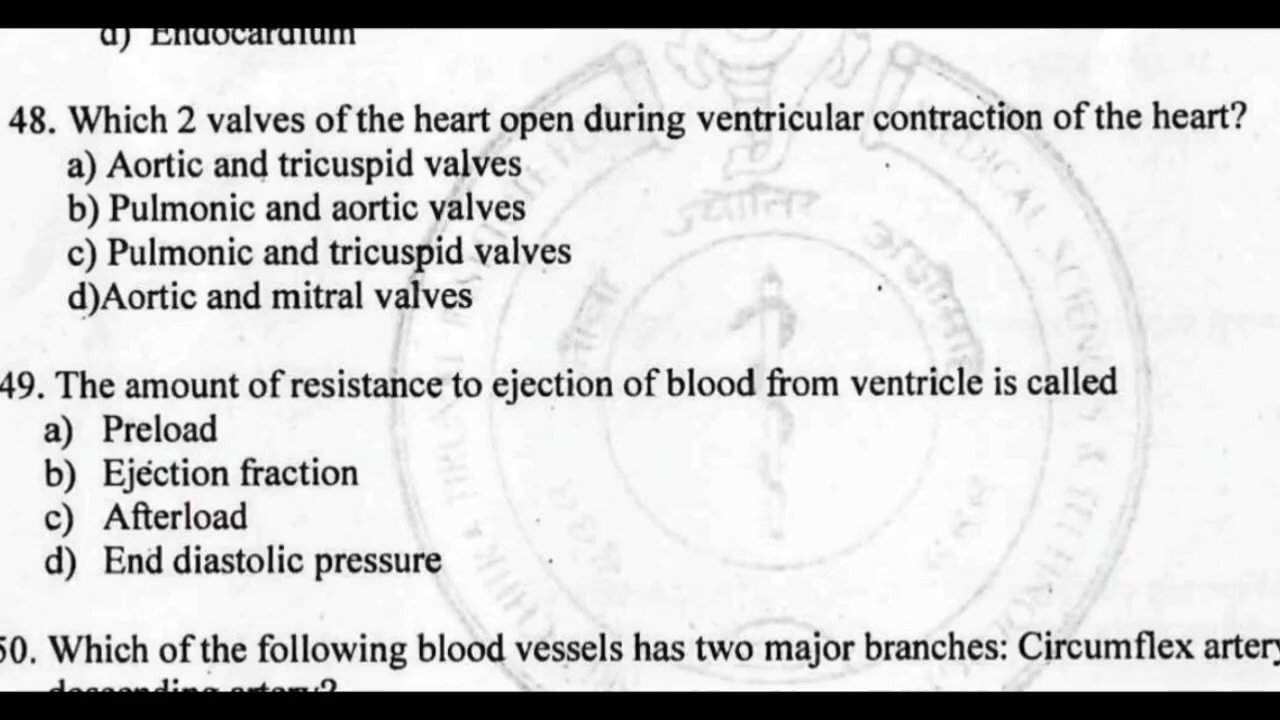 d) Endocardium
48. Which 2 valves of the heart open during ventricular contraction of the heart?
a) Aortic and tricuspid valves
b) Pulmonic and aortic valves
c) Pulmonic and tricuspid valves
d)Aortic and mitral valves
49. The amount of resistance to ejection of blood from ventricle is called
a) Preload
b) Ejection fraction
c) Afterload
d) End diastolic pressure
50. Which of the following blood vessels has two major branches: Circumflex artery
descending artery?